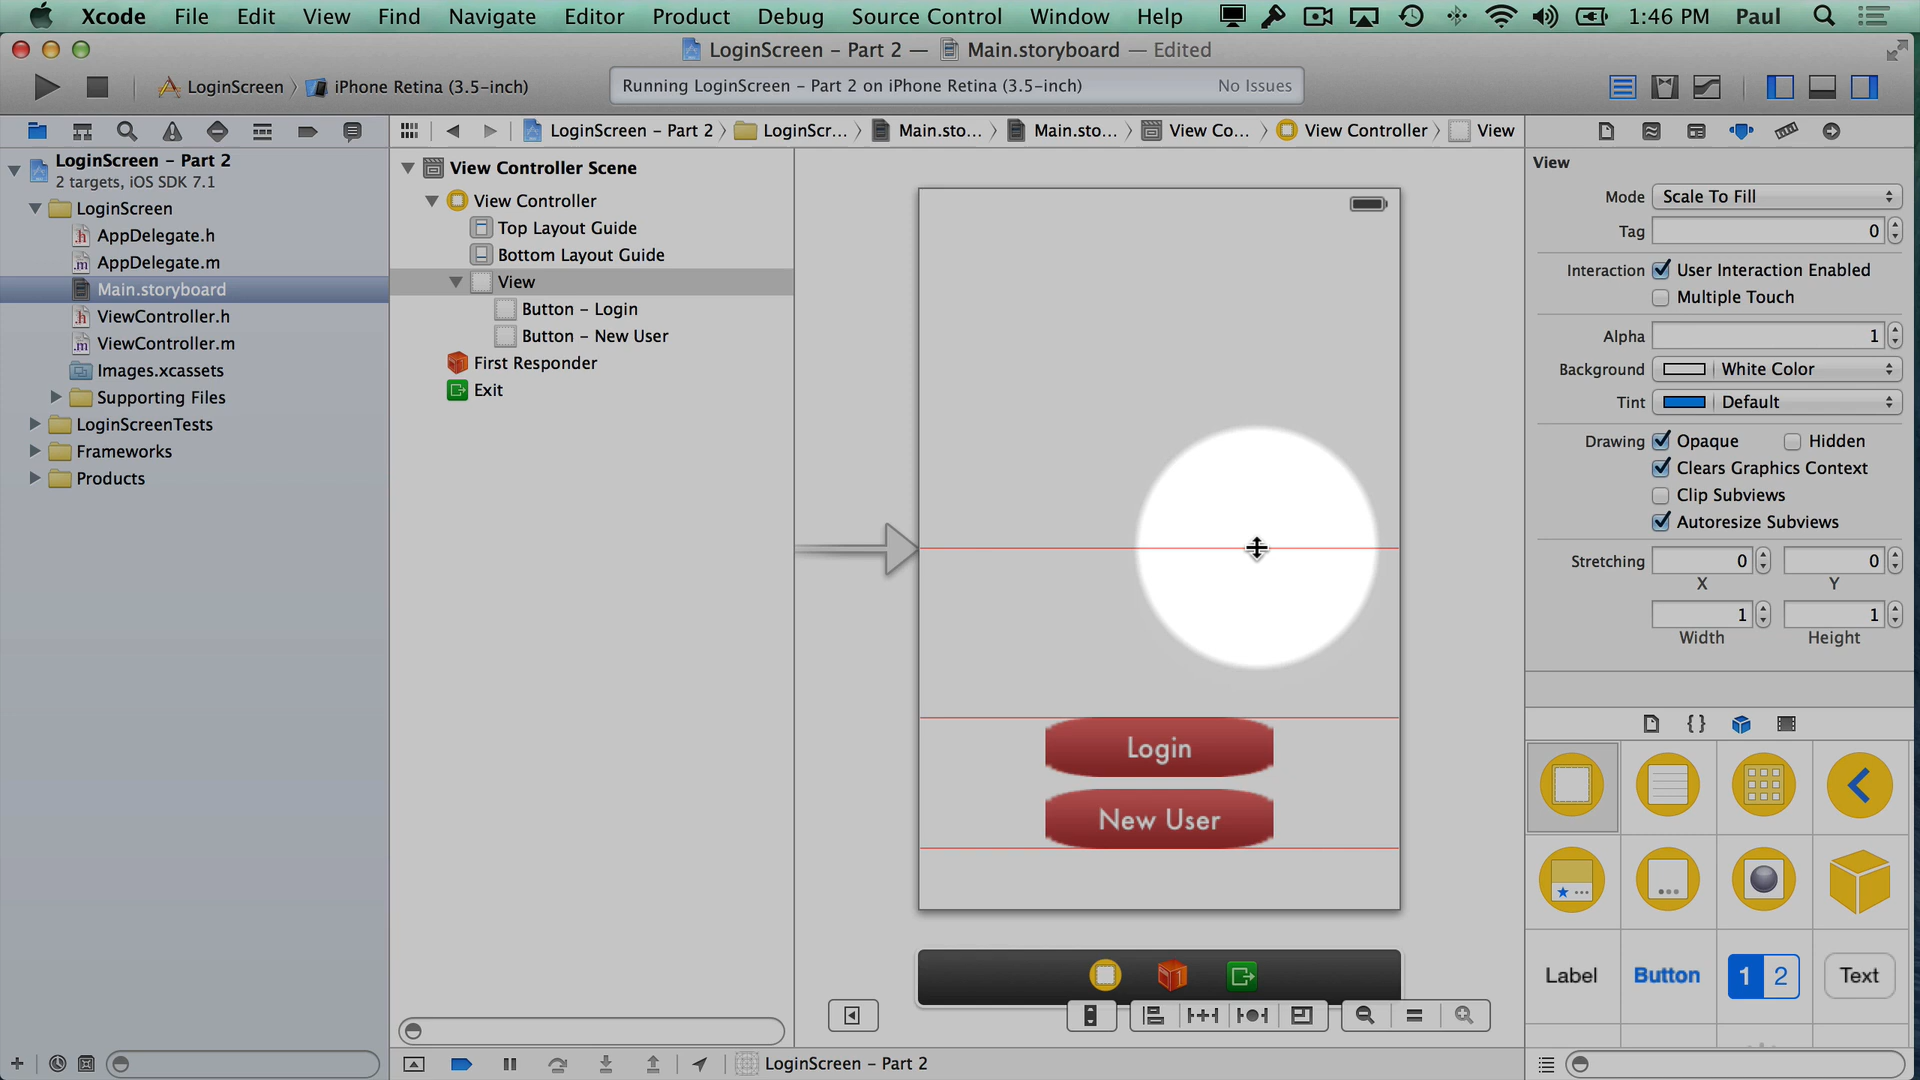 Xcode File Edit View Find Navigate Editor Product Debug Source Control Window Help 1:46 PM Paul
LoginScreen – Part 2 — Main.storyboard — Edited
LoginScreen iPhone Retina (3.5-inch)
Running LoginScreen – Part 2 on iPhone Retina (3.5-inch) No Issues
LoginScreen – Part 2 LoginScr... Main.sto... Main.sto... View Co... View Controller View
LoginScreen – Part 2
2 targets, iOS SDK 7.1
LoginScreen
AppDelegate.h
AppDelegate.m
Main.storyboard
ViewController.h
ViewController.m
Images.xcassets
Supporting Files
LoginScreenTests
Frameworks
Products
View Controller Scene
View Controller
Top Layout Guide
Bottom Layout Guide
View
Button – Login
Button – New User
First Responder
Exit
Login
New User
View
Mode Scale To Fill
Tag 0
Interaction User Interaction Enabled
Multiple Touch
Alpha 1
Background White Color
Tint Default
Drawing Opaque Hidden
Clears Graphics Context
Clip Subviews
Autoresize Subviews
Stretching 0 0
X Y
1 1
Width Height
{ }
Label Button 1 2 Text
LoginScreen – Part 2